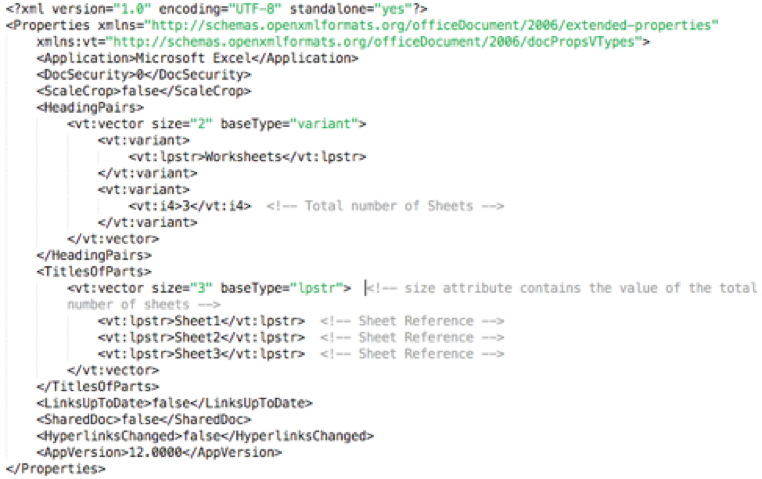 <?xml version="1.0" encoding="UTF-8" standalone="yes"?>
<Properties xmlns="http://schemas.openxmlformats.org/officeDocument/2006/extended-properties"
xmlns:vt="http://schemas.openxmlformats.org/officeDocument/2006/docPropsVTypes">
<Application>Microsoft Excel</Application>
<DocSecurity>0</DocSecurity>
<ScaleCrop>false</ScaleCrop>
<HeadingPairs>
<vt:vector size="2" baseType="variant">
<vt:variant>
<vt:lpstr>Worksheets</vt:lpstr>
</vt:variant>
<vt:variant>
<vt:i4>3</vt:i4> <!-- Total number of Sheets -->
</vt:variant>
</vt:vector>
</HeadingPairs>
<TitlesOfParts>
<vt:vector size="3" baseType="lpstr"> <!-- size attribute contains the value of the total
number of sheets -->
<vt:lpstr>Sheet1</vt:lpstr> <!-- Sheet Reference -->
<vt:lpstr>Sheet2</vt:lpstr> <!-- Sheet Reference -->
<vt:lpstr>Sheet3</vt:lpstr> <!-- Sheet Reference -->
</vt:vector>
</TitlesOfParts>
<LinksUpToDate>false</LinksUpToDate>
<SharedDoc>false</SharedDoc>
<HyperlinksChanged>false</HyperlinksChanged>
<AppVersion>12.0000</AppVersion>
</Properties>